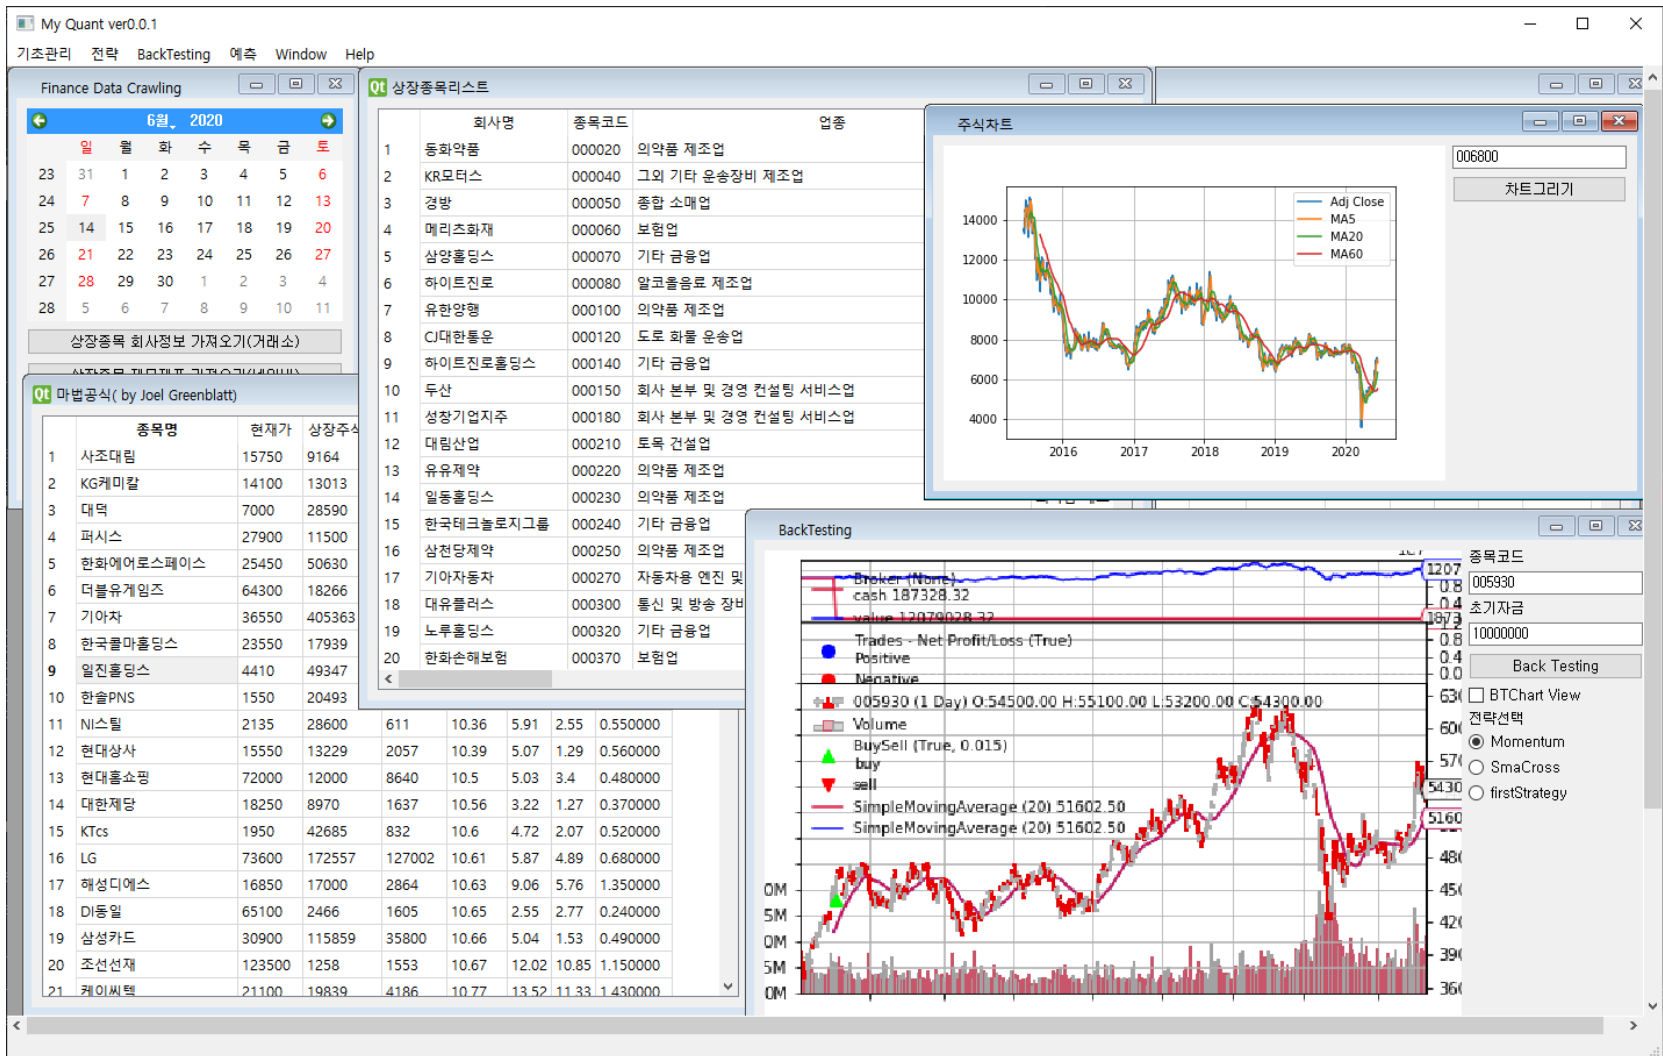 My Quant ver0.0.1
기초관리 전략 BackTesting 예측 Window Help
Finance Data Crawling
6월, 2020
일 월 화 수 목 금 토
23 31 1 2 3 4 5 6
24 7 8 9 10 11 12 13
25 14 15 16 17 18 19 20
26 21 22 23 24 25 26 27
27 28 29 30 1 2 3 4
28 5 6 7 8 9 10 11
상장종목 회사정보 가져오기(거래소)
Qt 상장종목리스트
회사명 종목코드 업종
1 동화약품 000020 의약품 제조업
2 KR모터스 000040 그외 기타 운송장비 제조업
3 경방 000050 종합 소매업
4 메리츠화재 000060 보험업
5 삼양홀딩스 000070 기타 금융업
6 하이트진로 000080 알코올음료 제조업
7 유한양행 000100 의약품 제조업
8 CJ대한통운 000120 도로 화물 운송업
9 하이트진로홀딩스 000140 기타 금융업
10 두산 000150 회사 본부 및 경영 컨설팅 서비스업
11 성창기업지주 000180 회사 본부 및 경영 컨설팅 서비스업
12 대림산업 000210 토목 건설업
13 유유제약 000220 의약품 제조업
14 일동홀딩스 000230 의약품 제조업
15 한국테크놀로지그룹 000240 기타 금융업
16 삼천당제약 000250 의약품 제조업
17 기아자동차 000270 자동차용 엔진 및
18 대유플러스 000300 통신 및 방송 장비
19 노루홀딩스 000320 기타 금융업
20 한화손해보험 000370 보험업
주식차트
006800
차트그리기
Adj Close
MA5
MA20
MA60
14000
12000
10000
8000
6000
4000
2016 2017 2018 2019 2020
Qt 마법공식( by Joel Greenblatt)
종목명 현재가 상장주식
1 사조대림 15750 9164
2 KG케미칼 14100 13013
3 대덕 7000 28590
4 퍼시스 27900 11500
5 한화에어로스페이스 25450 50630
6 더블유게임즈 64300 18266
7 기아차 36550 405363
8 한국콜마홀딩스 23550 17939
9 일진홀딩스 4410 49347
10 한솔PNS 1550 20493
11 NI스틸 2135 28600 611 10.36 5.91 2.55 0.550000
12 현대상사 15550 13229 2057 10.39 5.07 1.29 0.560000
13 현대홈쇼핑 72000 12000 8640 10.5 5.03 3.4 0.480000
14 대한제당 18250 8970 1637 10.56 3.22 1.27 0.370000
15 KTcs 1950 42685 832 10.6 4.72 2.07 0.520000
16 LG 73600 172557 127002 10.61 5.87 4.89 0.680000
17 해성디에스 16850 17000 2864 10.63 9.06 5.76 1.350000
18 DI동일 65100 2466 1605 10.65 2.55 2.77 0.240000
19 삼성카드 30900 115859 35800 10.66 5.04 1.53 0.490000
20 조선선재 123500 1258 1553 10.67 12.02 10.85 1.150000
21 케이씨텍 21100 19839 4186 10.77 13.52 11.33 1.430000
BackTesting
Broker (None)
cash 187328.32
value 12079028.32
Trades - Net Profit/Loss (True)
Positive
Negative
005930 (1 Day) O:54500.00 H:55100.00 L:53200.00 C:54300.00
Volume
BuySell (True, 0.015)
buy
sell
SimpleMovingAverage (20) 51602.50
SimpleMovingAverage (20) 51602.50
종목코드
005930
초기자금
10000000
Back Testing
BTChart View
전략선택
Momentum
SmaCross
firstStrategy